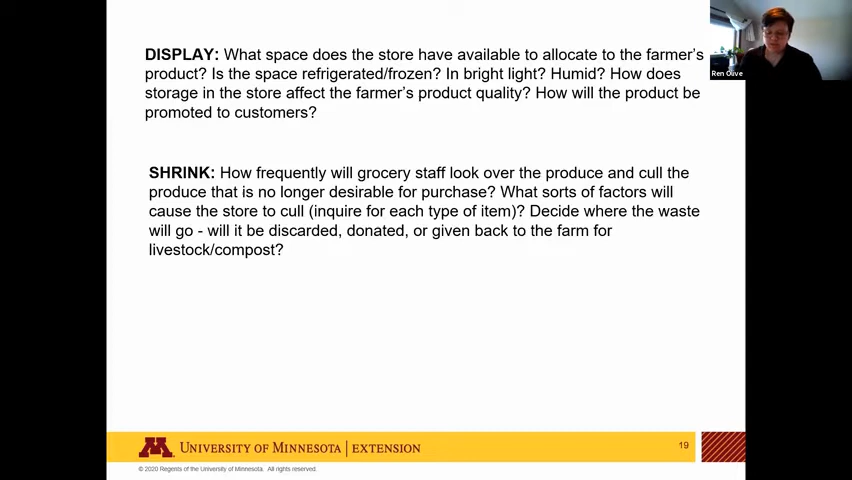 DISPLAY: What space does the store have available to allocate to the farmer's
product? Is the space refrigerated/frozen? In bright light? Humid? How does
storage in the store affect the farmer's product quality? How will the product be
promoted to customers?
Ren Olive
SHRINK: How frequently will grocery staff look over the produce and cull the
produce that is no longer desirable for purchase? What sorts of factors will
cause the store to cull (inquire for each type of item)? Decide where the waste
will go - will it be discarded, donated, or given back to the farm for
livestock/compost?
M UNIVERSITY OF MINNESOTA | EXTENSION
19
© 2020 Regents of the University of Minnesota. All rights reserved.